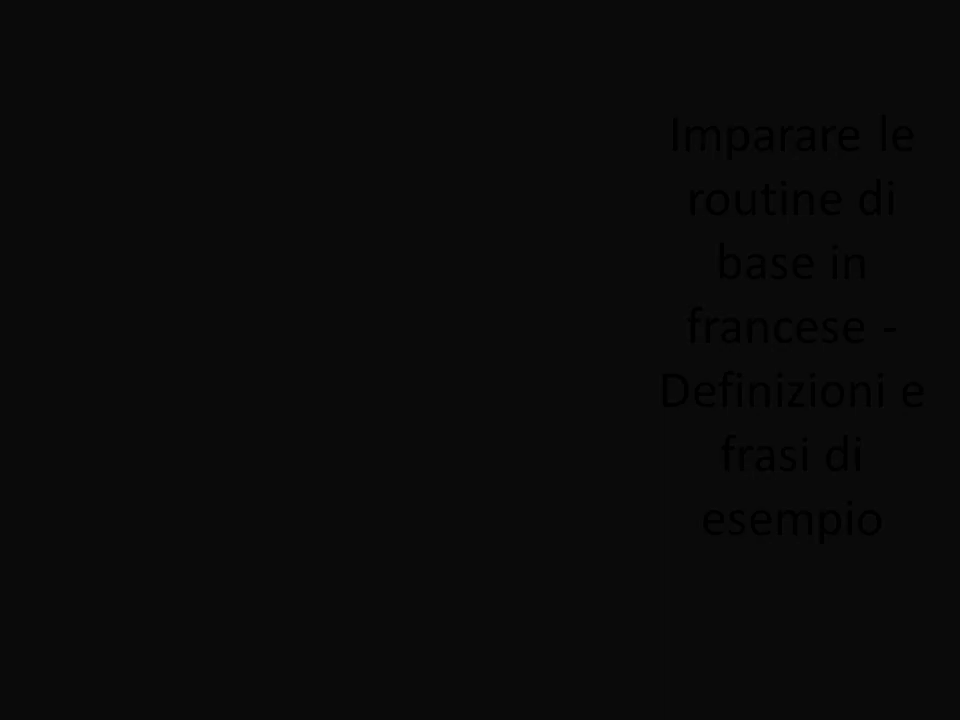 Imparare le
routine di
base in
francese -
Definizioni e
frasi di
esempio